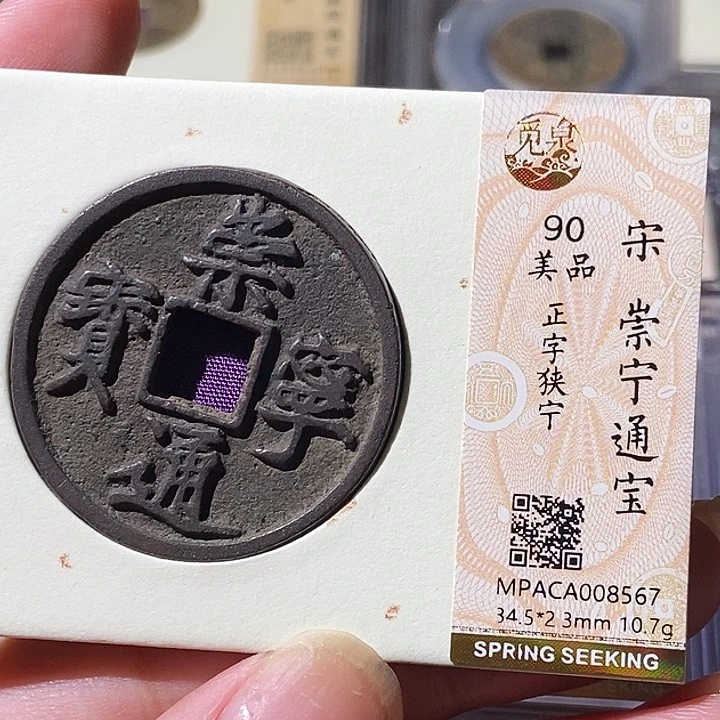 崇寧通寶
觅泉
宋 崇宁通宝
90
美品
正字狭宁
MPACA008567
34.5*2.3mm 10.7g
SPRING SEEKING